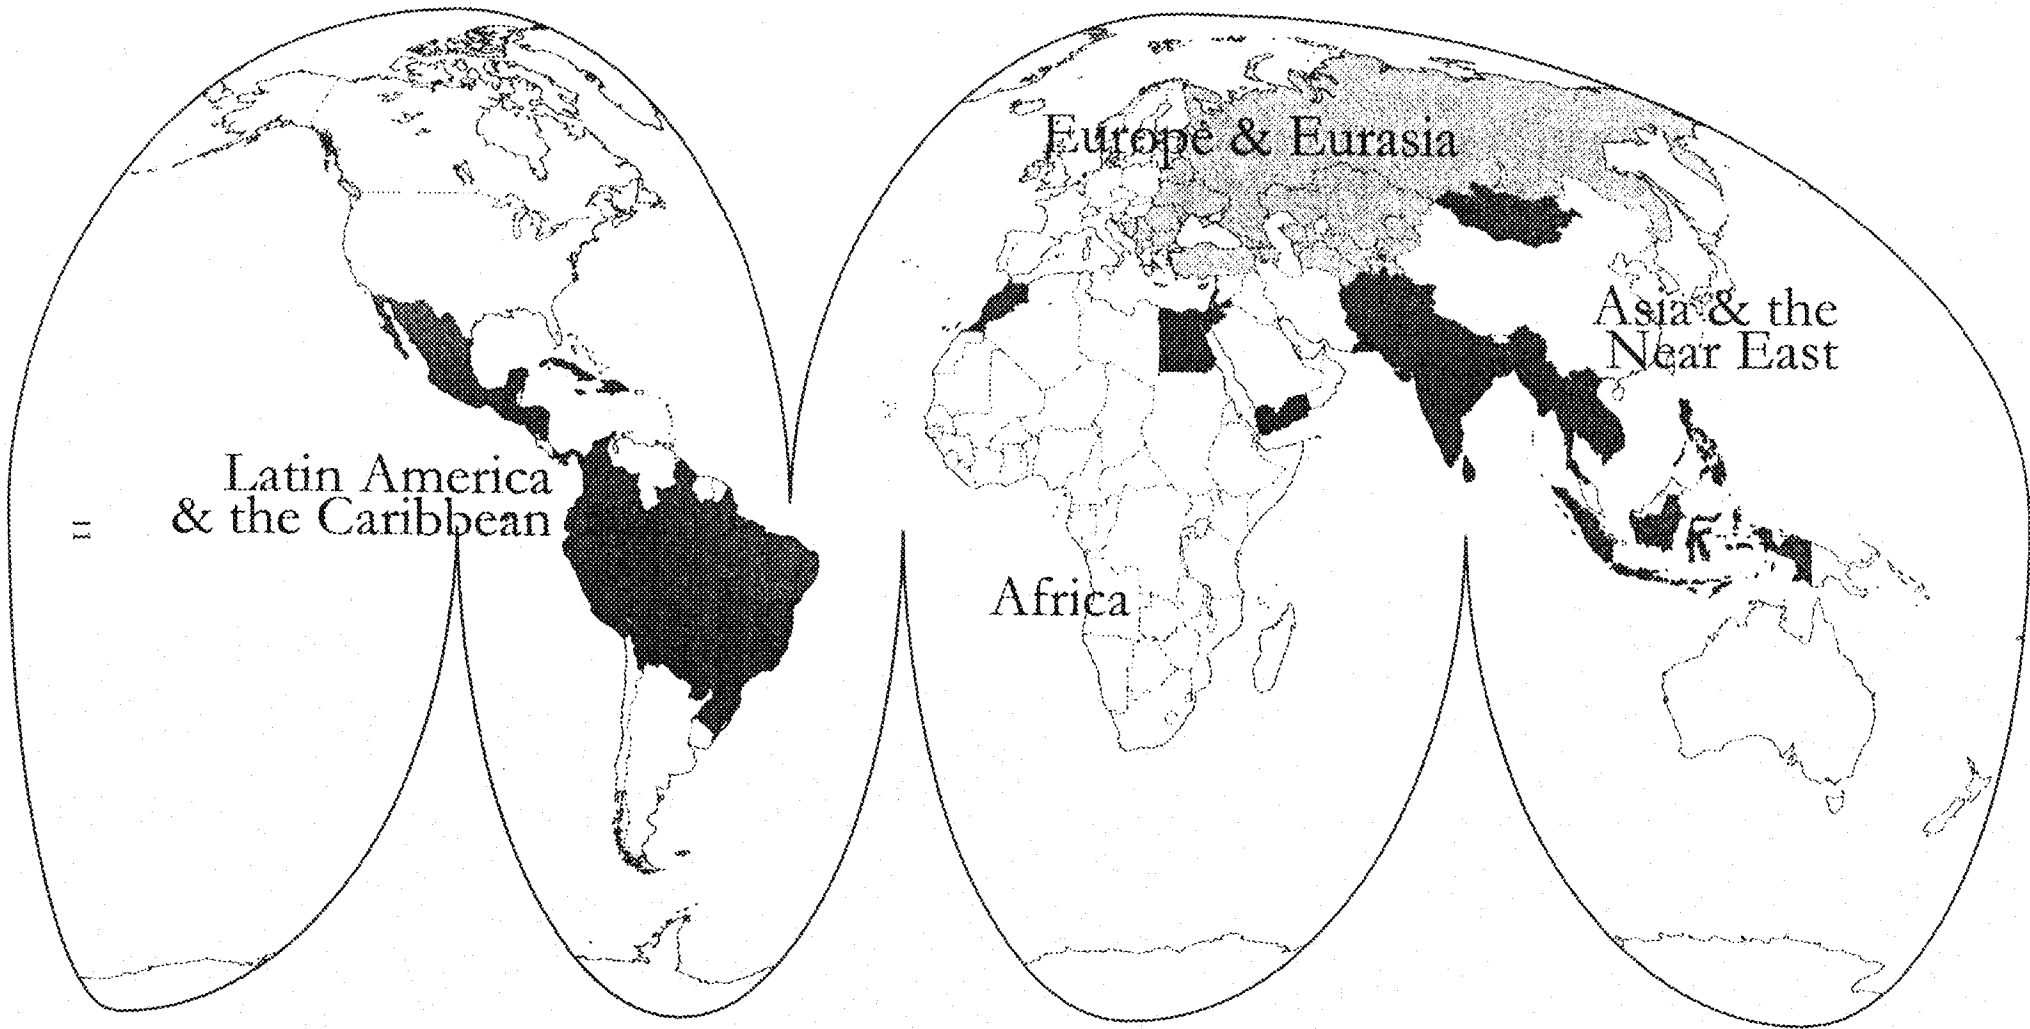 Europe & Eurasia
Asia & the
Near East
Latin America
& the Caribbean
Africa